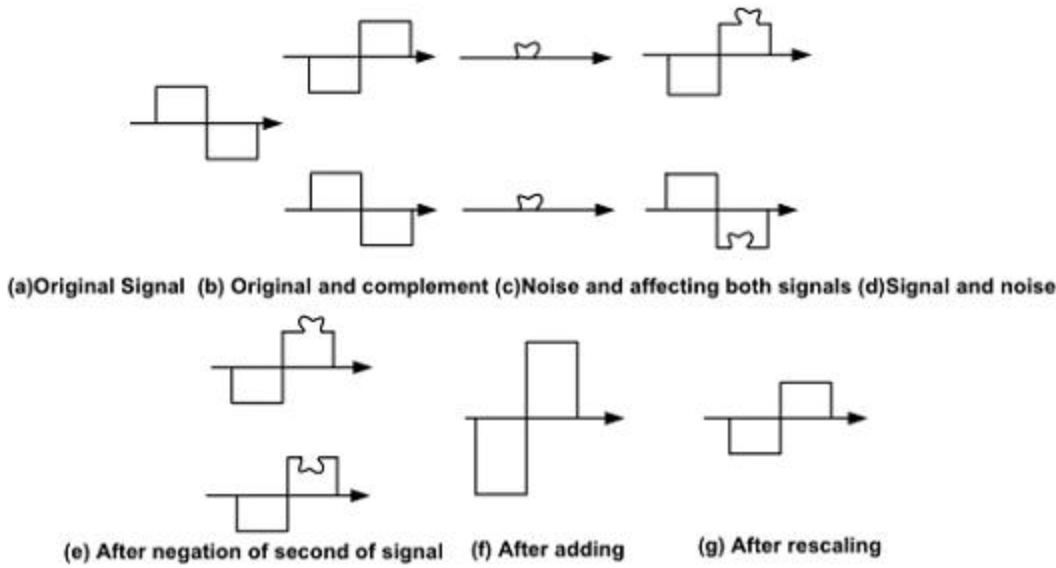 (a)Original Signal (b) Original and complement (c)Noise and affecting both signals (d)Signal and noise
(e) After negation of second of signal (f) After adding (g) After rescaling